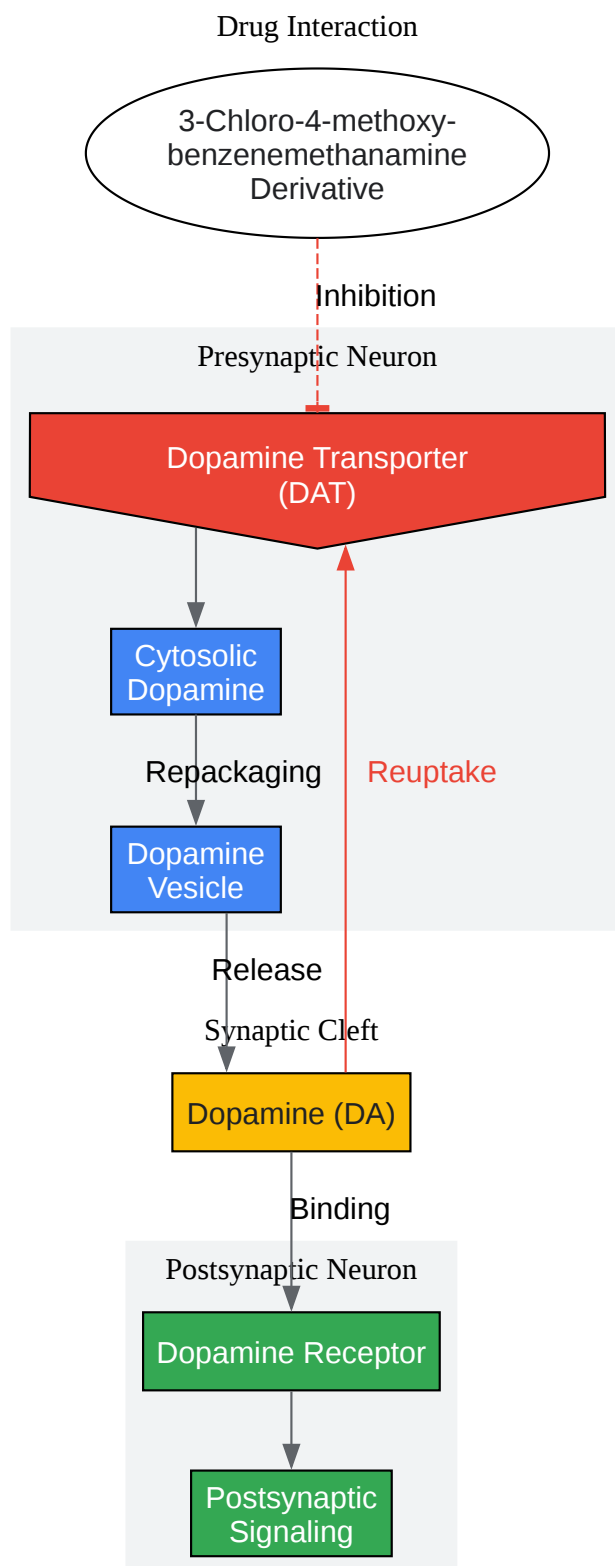 Drug Interaction
3-Chloro-4-methoxy-
benzenemethanamine
Derivative
Inhibition
Presynaptic Neuron
Dopamine Transporter
(DAT)
Cytosolic
Dopamine
Repackaging
Reuptake
Dopamine
Vesicle
Release
Synaptic Cleft
Dopamine (DA)
Binding
Postsynaptic Neuron
Dopamine Receptor
Postsynaptic
Signaling